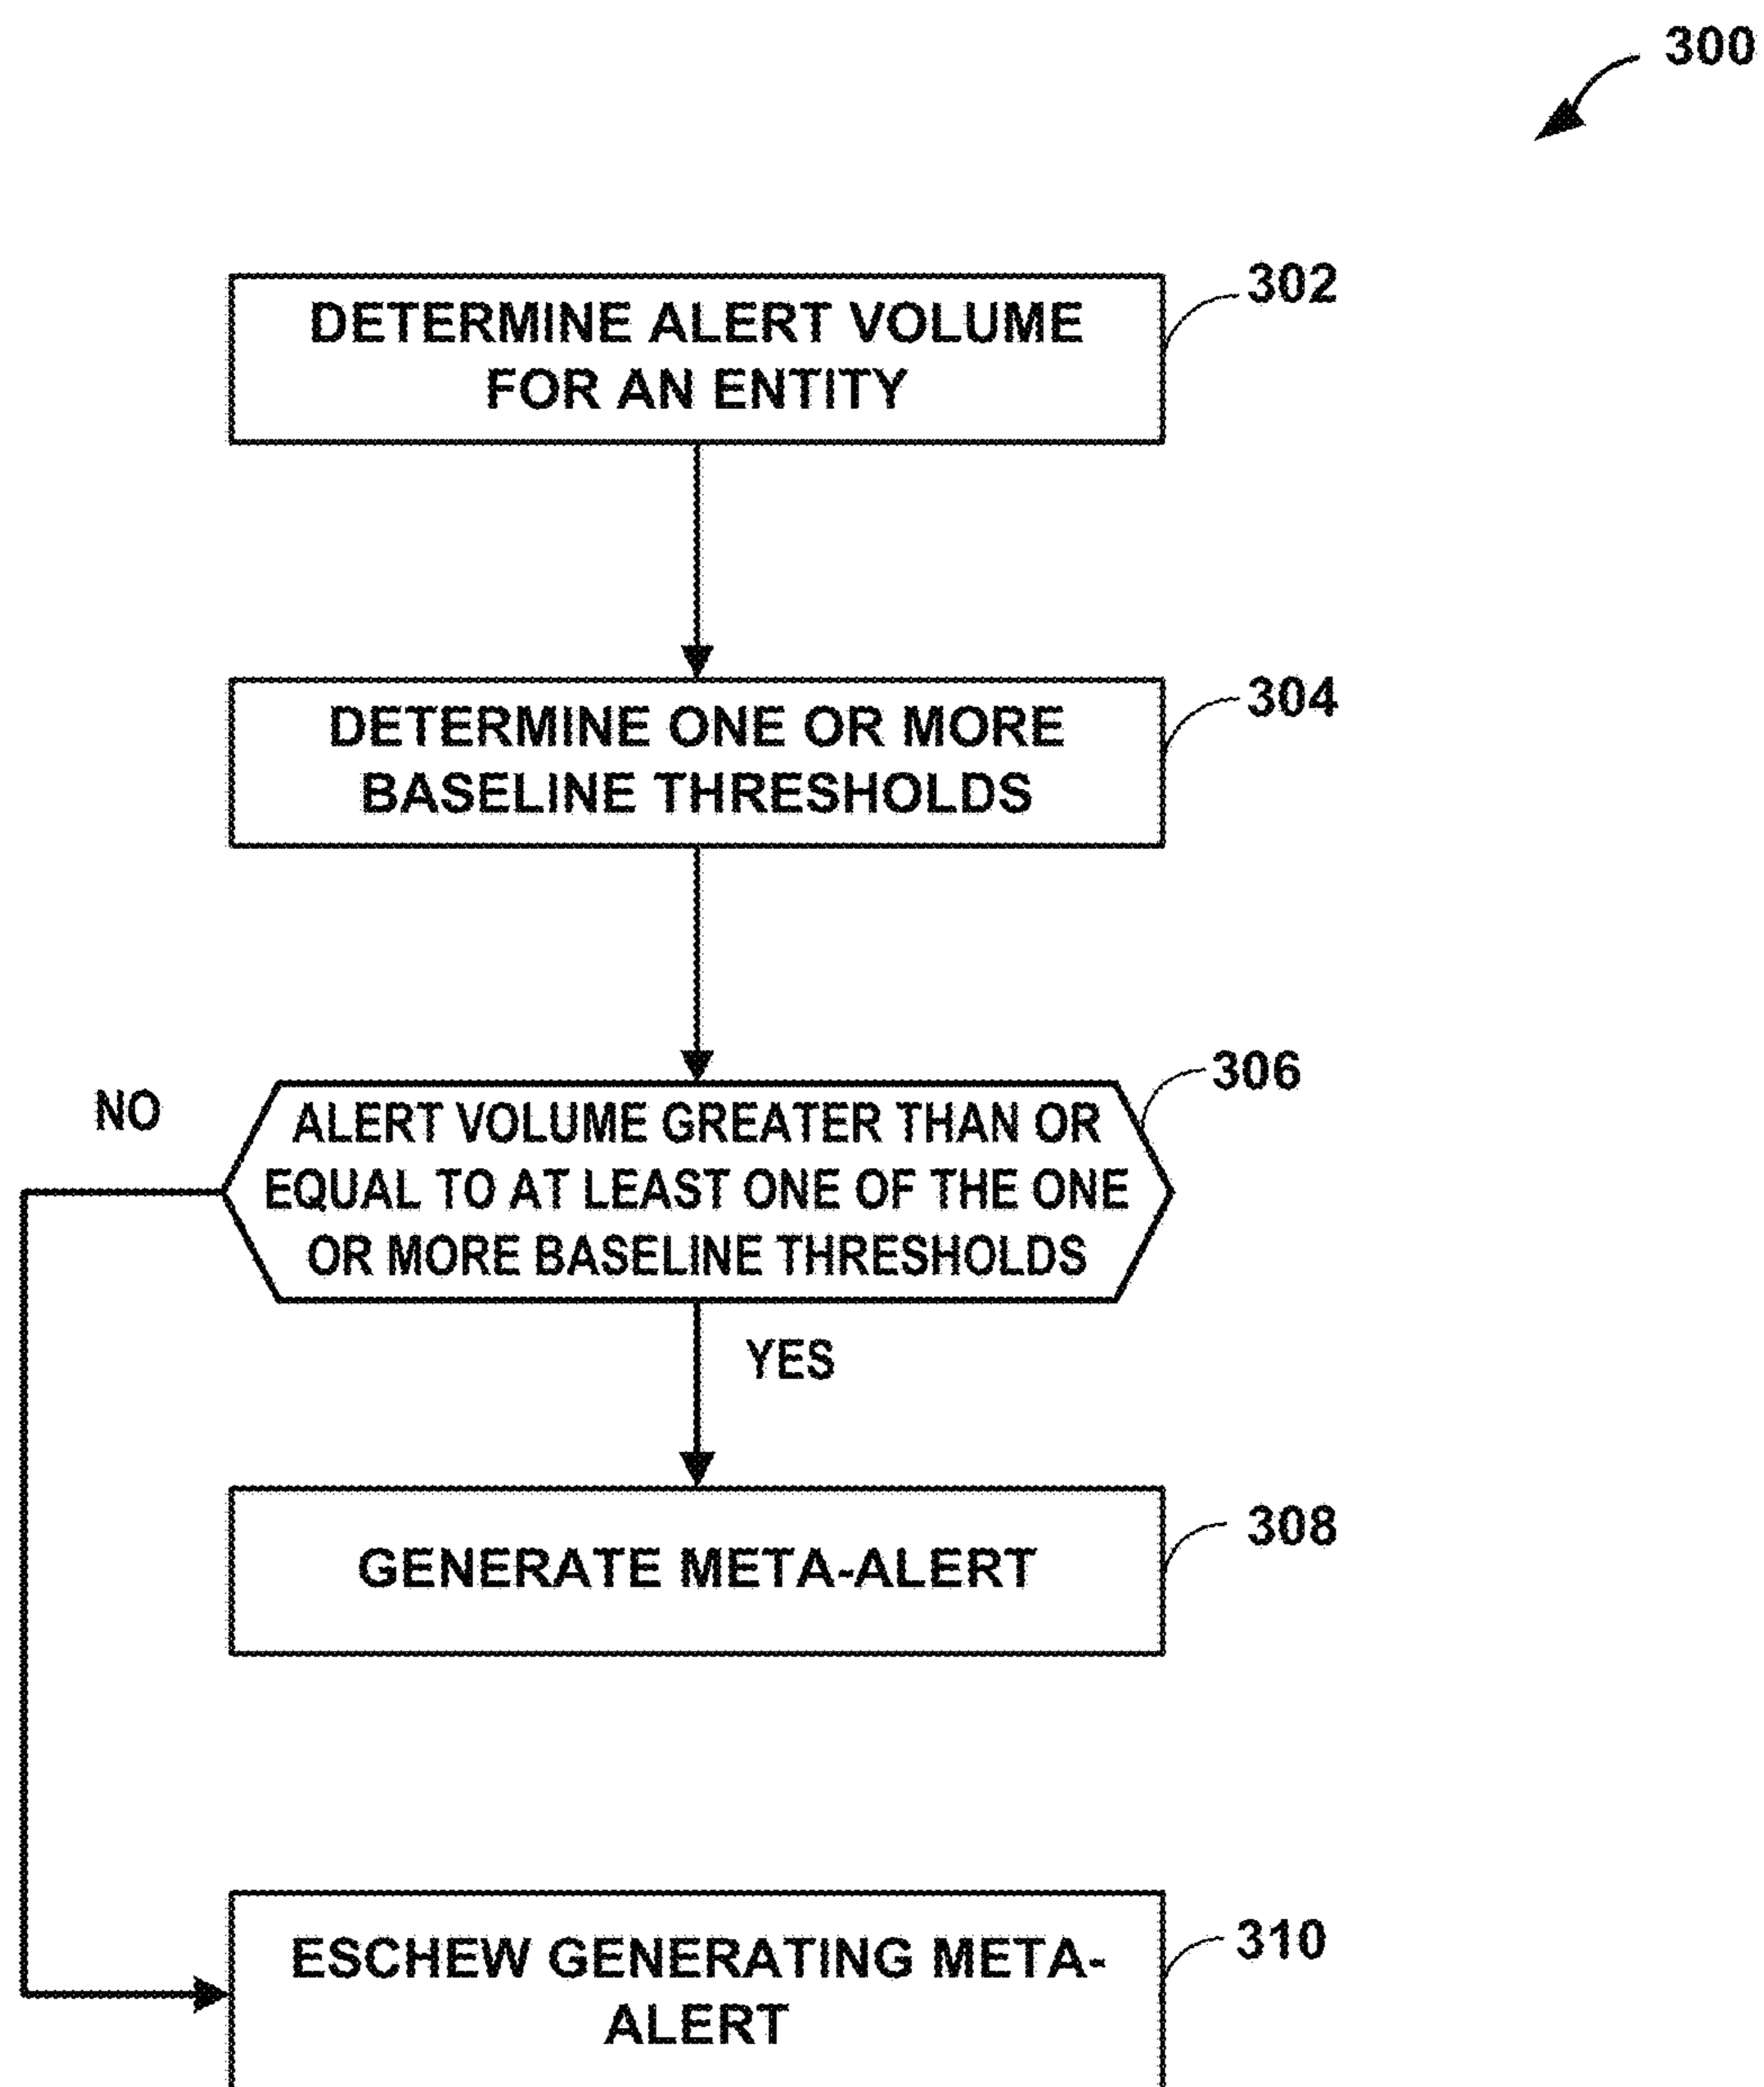 300
302
DETERMINE ALERT VOLUME
FOR AN ENTITY
304
DETERMINE ONE OR MORE
BASELINE THRESHOLDS
306
NO
ALERT VOLUME GREATER THAN OR
EQUAL TO AT LEAST ONE OF THE ONE
OR MORE BASELINE THRESHOLDS
YES
308
GENERATE META-ALERT
310
ESCHEW GENERATING META-
ALERT